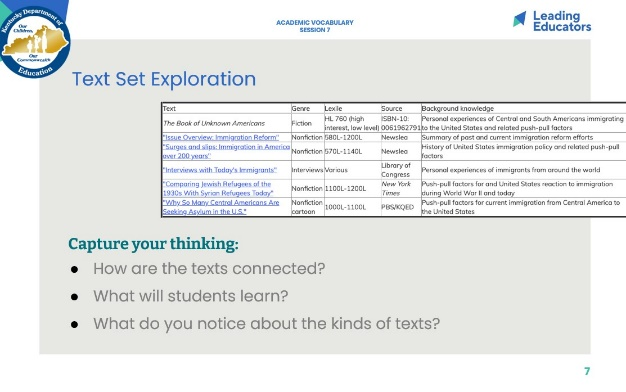 Kentucky Department of
Our
Children,
Our
Commonwealth
Education
ACADEMIC VOCABULARY
SESSION 7
Leading
Educators
Text Set Exploration
Text Genre Lexile Source Background knowledge
The Book of Unknown Americans Fiction HL 760 (high interest, low level) ISBN-10: 0061962791 Personal experiences of Central and South Americans immigrating to the United States and related push-pull factors
"Issue Overview: Immigration Reform" Nonfiction 580L-1200L Newslea Summary of past and current immigration reform efforts
"Surges and slips: Immigration in America over 200 years" Nonfiction 570L-1140L Newslea History of United States immigration policy and related push-pull factors
"Interviews with Today's Immigrants" Interviews Various Library of Congress Personal experiences of immigrants from around the world
"Comparing Jewish Refugees of the 1930s With Syrian Refugees Today" Nonfiction 1100L-1200L New York Times Push-pull factors for and United States reaction to immigration during World War II and today
"Why So Many Central Americans Are Seeking Asylum in the U.S." Nonfiction cartoon 1000L-1200L PBS/KQED Push-pull factors for current immigration from Central America to the United States
Capture your thinking:
● How are the texts connected?
● What will students learn?
● What do you notice about the kinds of texts?
7